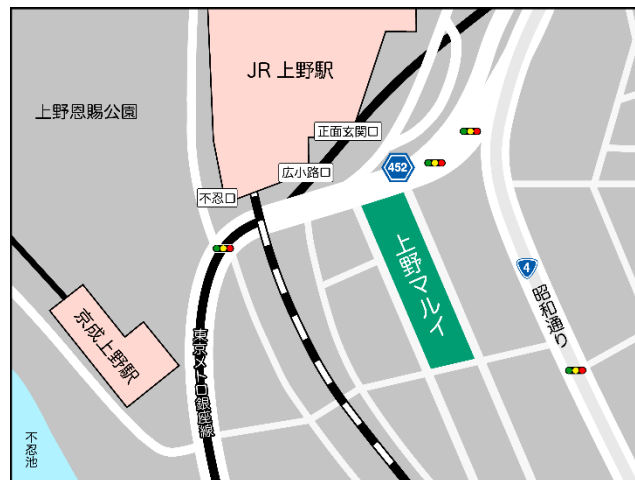 JR 上野駅
上野恩賜公園
正面玄関口
広小路口
452
不忍口
上野マルイ
4
昭和通り
京成上野駅
東京メトロ銀座線
不忍池